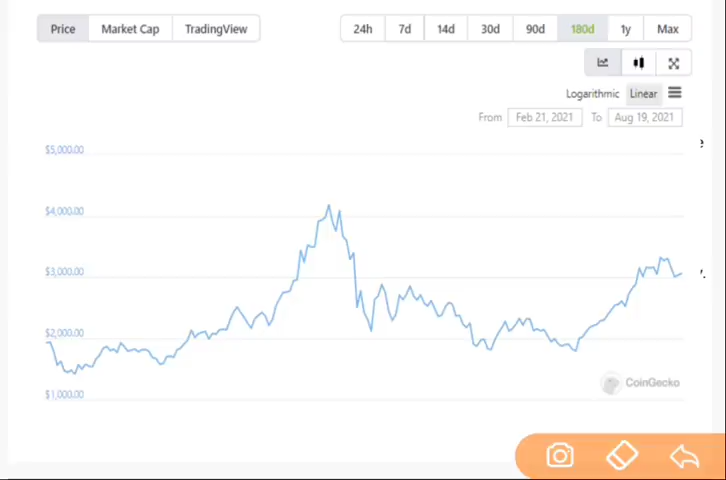 Price Market Cap TradingView 24h 7d 14d 30d 90d 180d 1y Max
Logarithmic Linear
From Feb 21, 2021 To Aug 19, 2021
e
$5,000.00
$4,000.00
$3,000.00
y.
$2,000.00
CoinGecko
$1,000.00